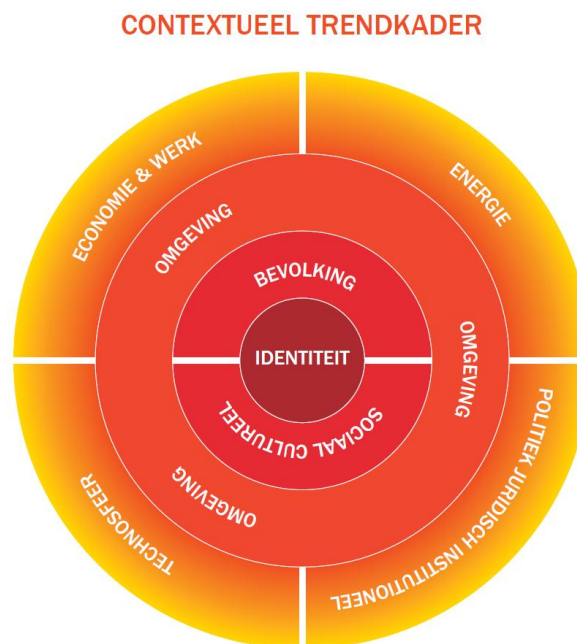 CONTEXTUEEL TRENDKADER
ECONOMIE & WERK
ENERGIE
OMGEVING
BEVOLKING
IDENTITEIT
OMGEVING
SOCIAAL CULTUREEL
OMGEVING
TECHNOSFEER
POLITIEK JURIDISCH INSTITUTIONEEL